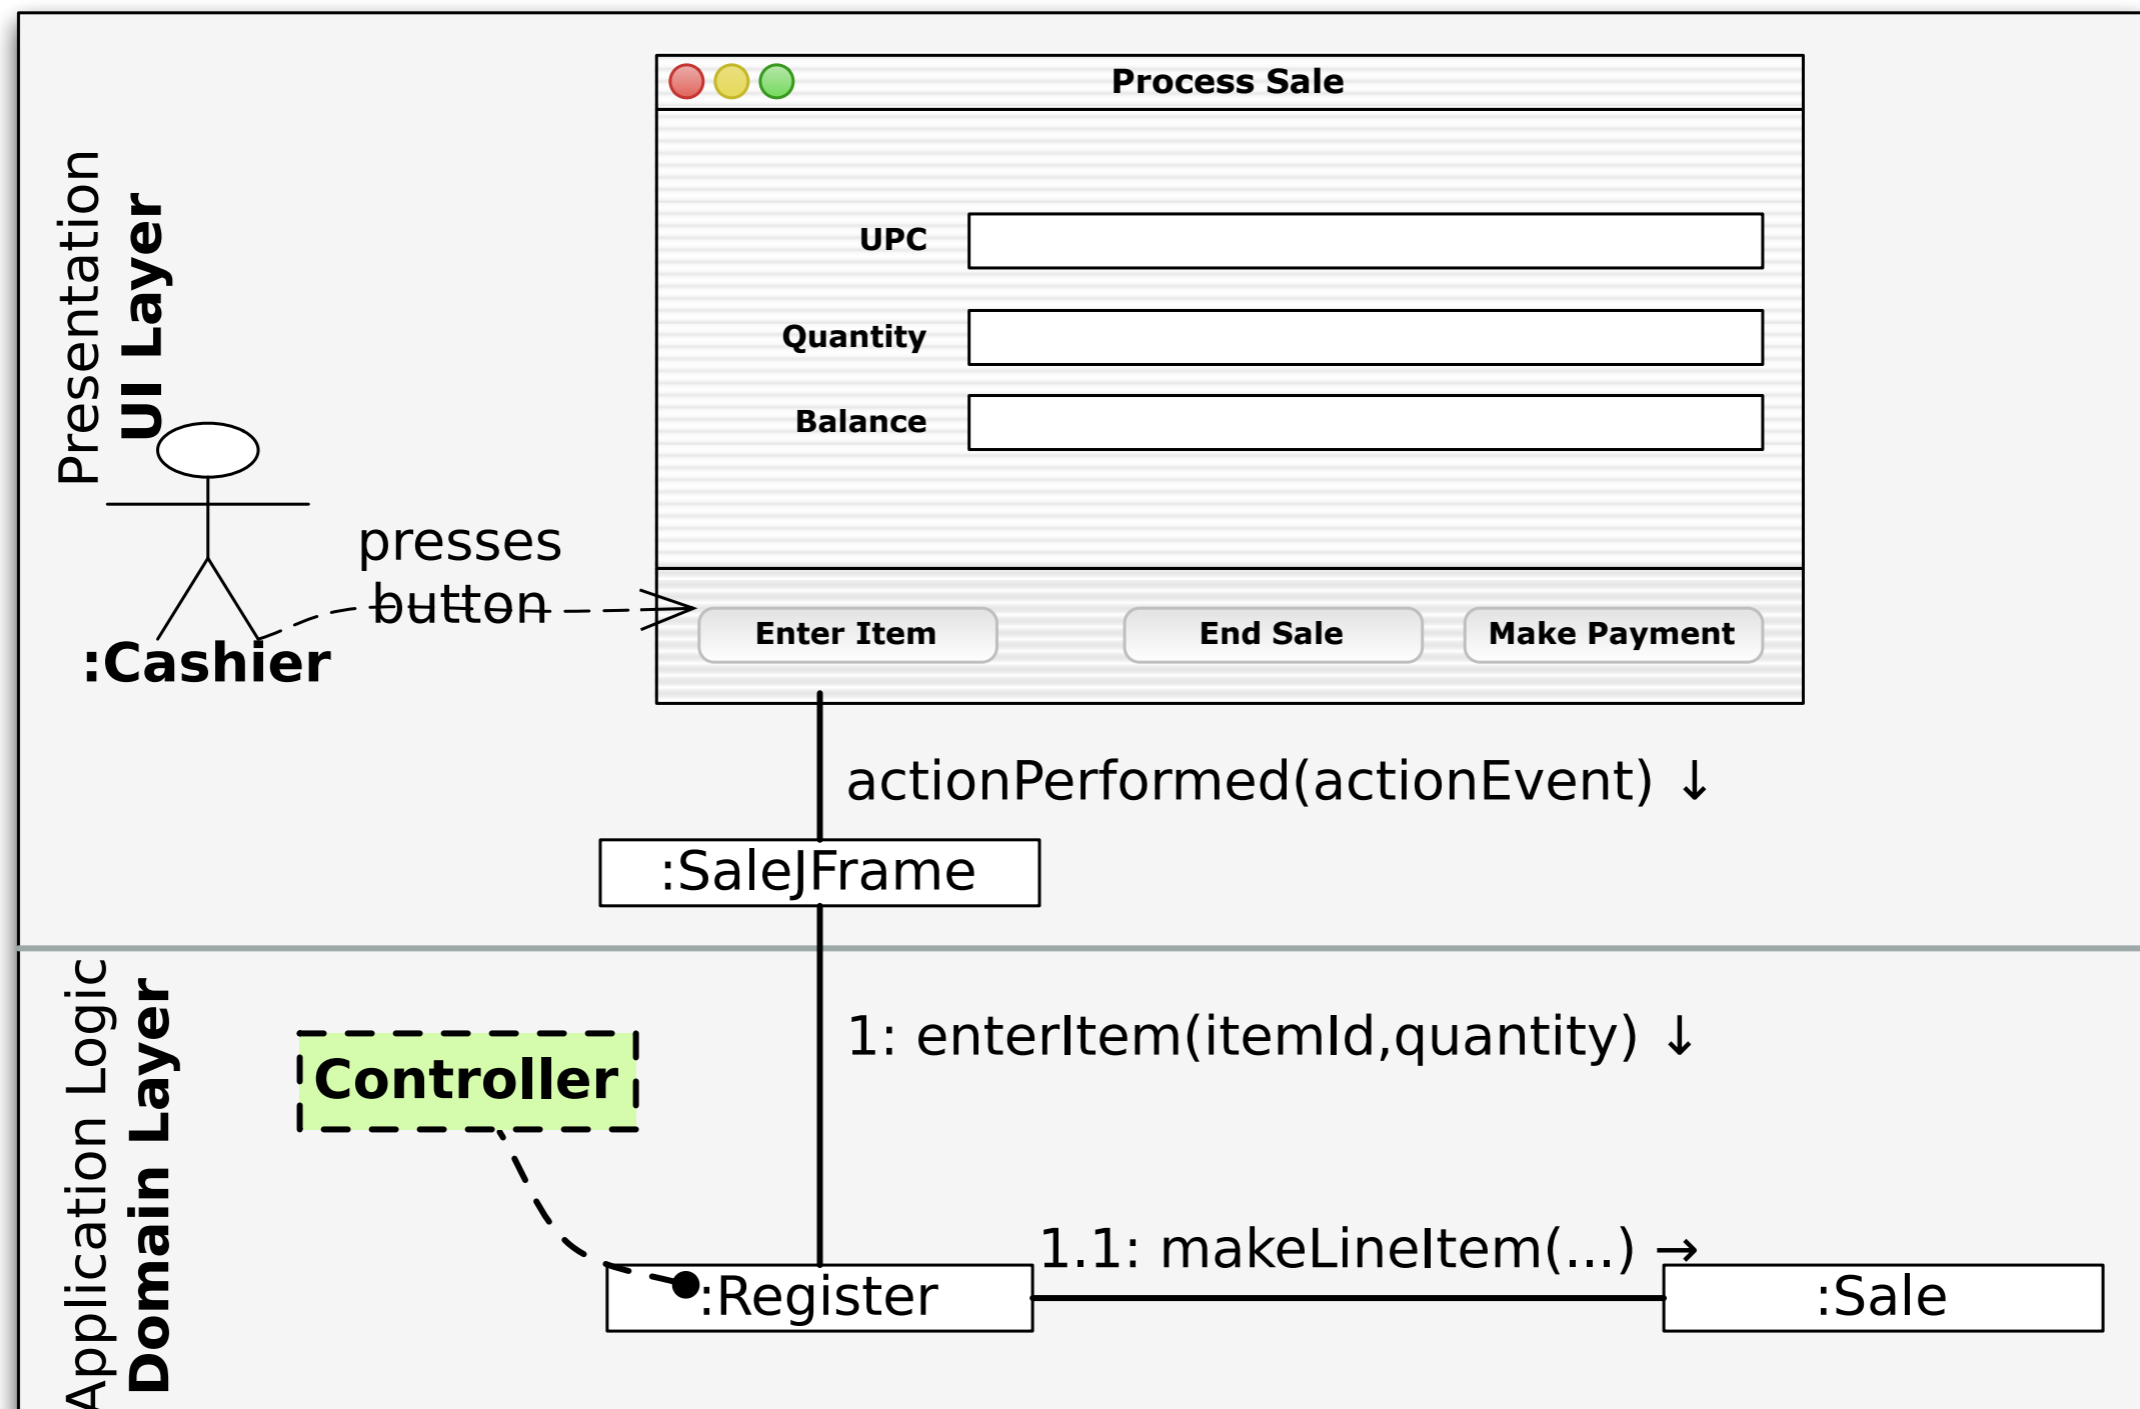 Process Sale
Presentation
UI Layer
UPC
Quantity
Balance
presses
button
:Cashier
Enter Item
End Sale
Make Payment
actionPerformed(actionEvent) ↓
:SaleJFrame
Application Logic
Domain Layer
1: enterItem(itemId,quantity) ↓
Controller
1.1: makeLineItem(...) →
:Register
:Sale